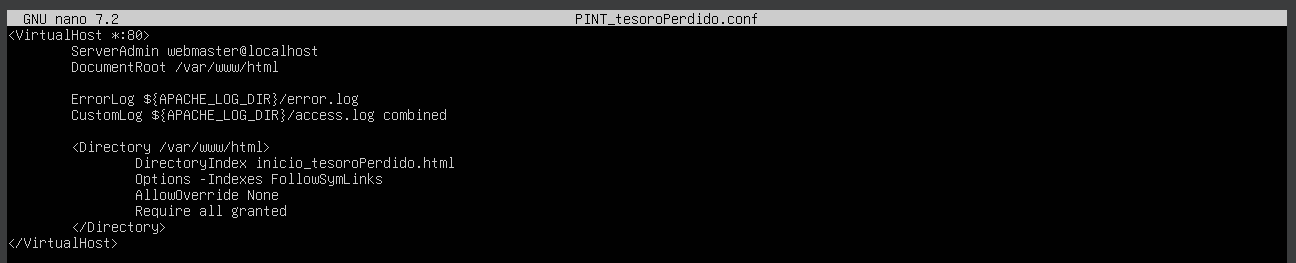 GNU nano 7.2 PINT_tesoroPerdido.conf
<VirtualHost *:80>
ServerAdmin webmaster@localhost
DocumentRoot /var/www/html
ErrorLog ${APACHE_LOG_DIR}/error.log
CustomLog ${APACHE_LOG_DIR}/access.log combined
<Directory /var/www/html>
DirectoryIndex inicio_tesoroPerdido.html
Options -Indexes FollowSymLinks
AllowOverride None
Require all granted
</Directory>
</VirtualHost>